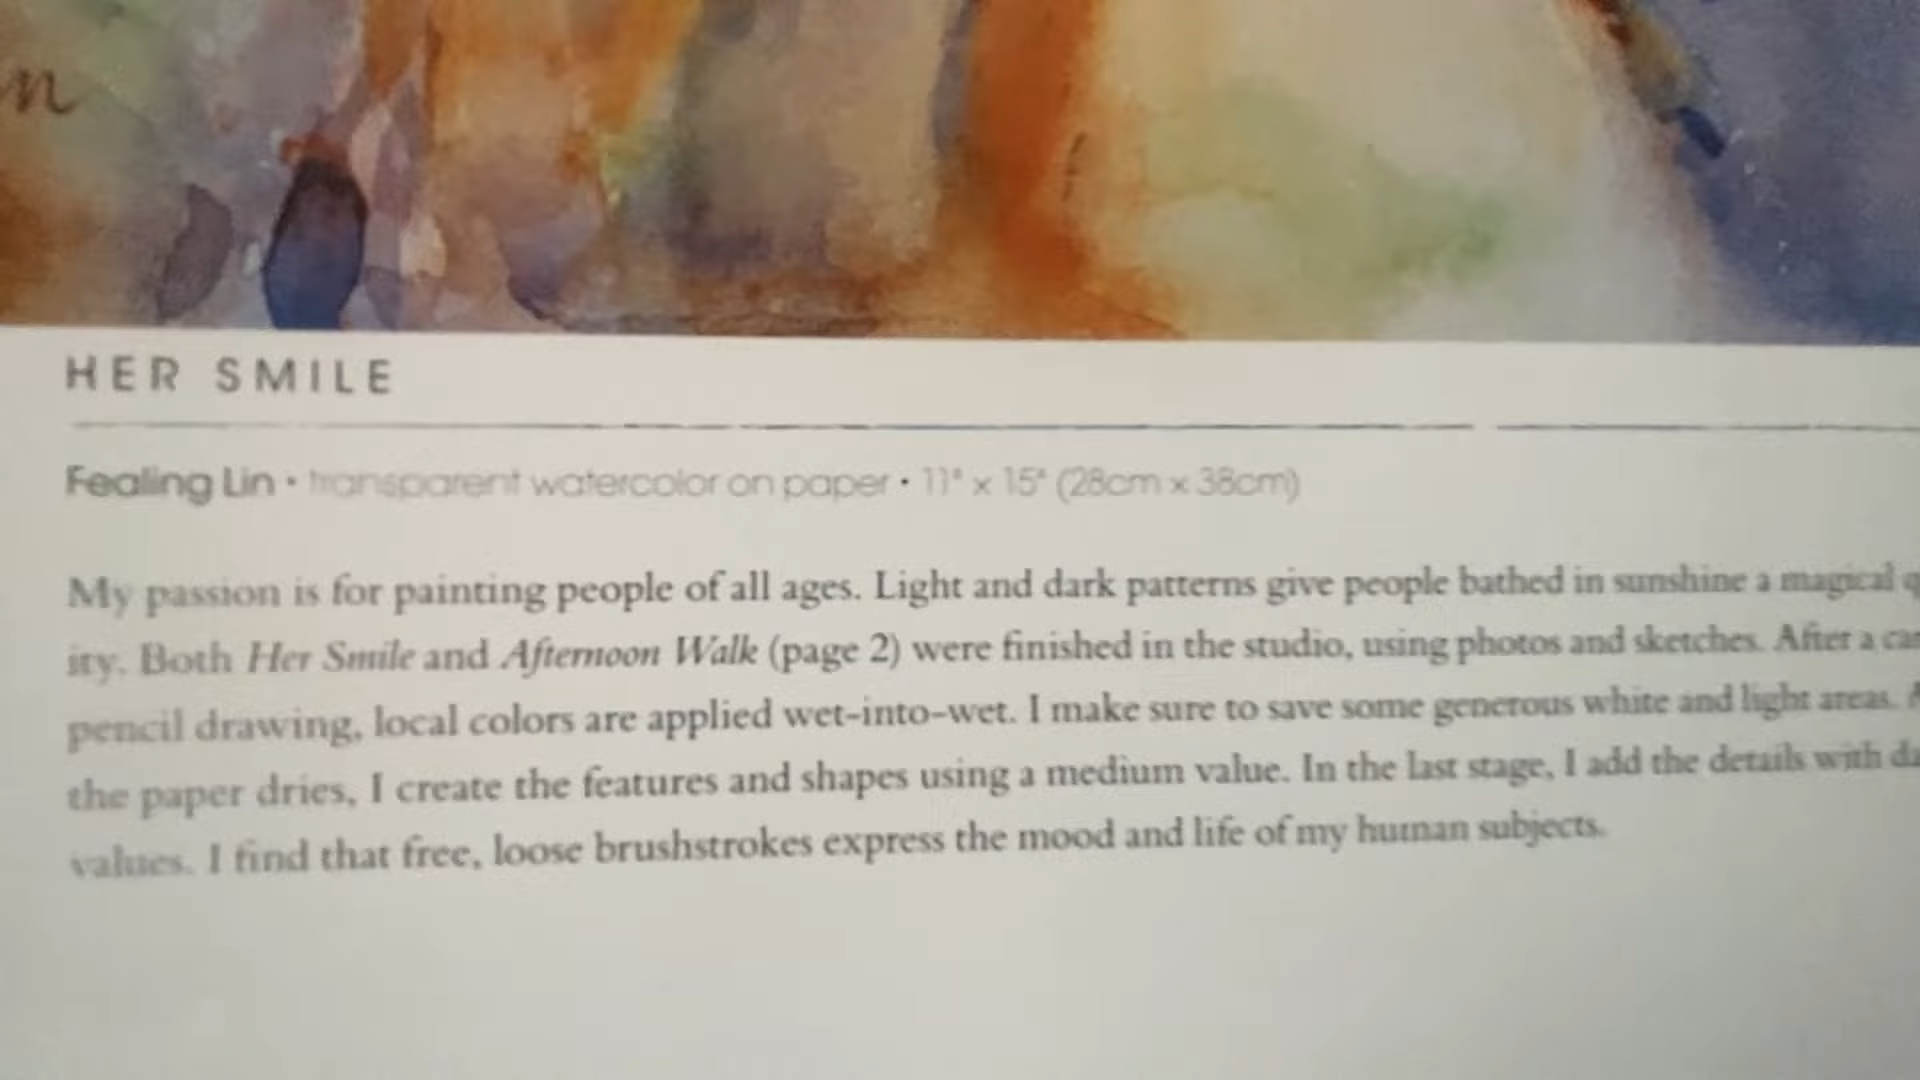 n
HER SMILE
Fealing Lin • transparent watercolor on paper • 11" x 15" (28cm x 38cm)
My passion is for painting people of all ages. Light and dark patterns give people bathed in sunshine a magical
ity. Both Her Smile and Afternoon Walk (page 2) were finished in the studio, using photos and sketches. After a
pencil drawing, local colors are applied wet-into-wet. I make sure to save some generous white and light areas.
the paper dries, I create the features and shapes using a medium value. In the last stage, I add the details with
values. I find that free, loose brushstrokes express the mood and life of my human subjects.